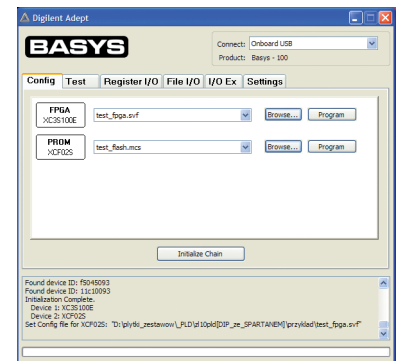 Digilent Adept
BASYS
Connect: Onboard USB
Product: Basys - 100
Config Test Register I/O File I/O I/O Ex Settings
FPGA
XC3S100E
test_fpga.svf
Browse... Program
PROM
XCF02S
test_flash.mcs
Browse... Program
Initialize Chain
Found device ID: f5045093
Found device ID: 11c10093
Initialization Complete.
Device 1: XC3S100E
Device 2: XCF02S
Set Config file for XCF02S: "D:\plytki_zestawow\_PLD\zl10pld[DIP_ze_SPARTANEM]\przyklad\test_fpga.svf"